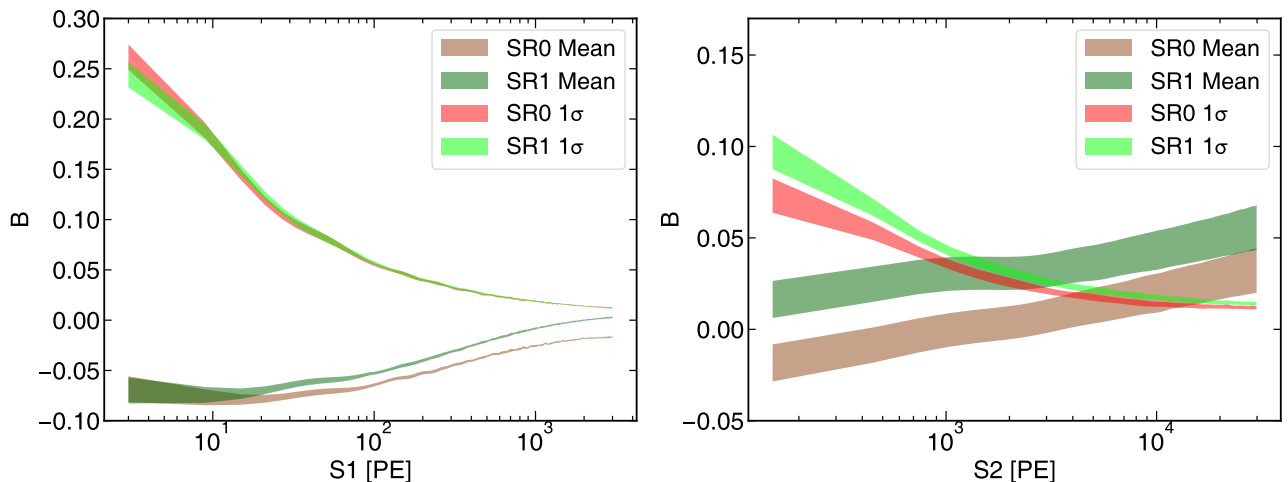 0.30
0.25
0.20
0.15
0.10
0.05
0.00
−0.05
−0.10
B
10¹
10²
10³
S1 [PE]
SR0 Mean
SR1 Mean
SR0 1σ
SR1 1σ
0.15
0.10
0.05
0.00
−0.05
B
10³
10⁴
S2 [PE]
SR0 Mean
SR1 Mean
SR0 1σ
SR1 1σ